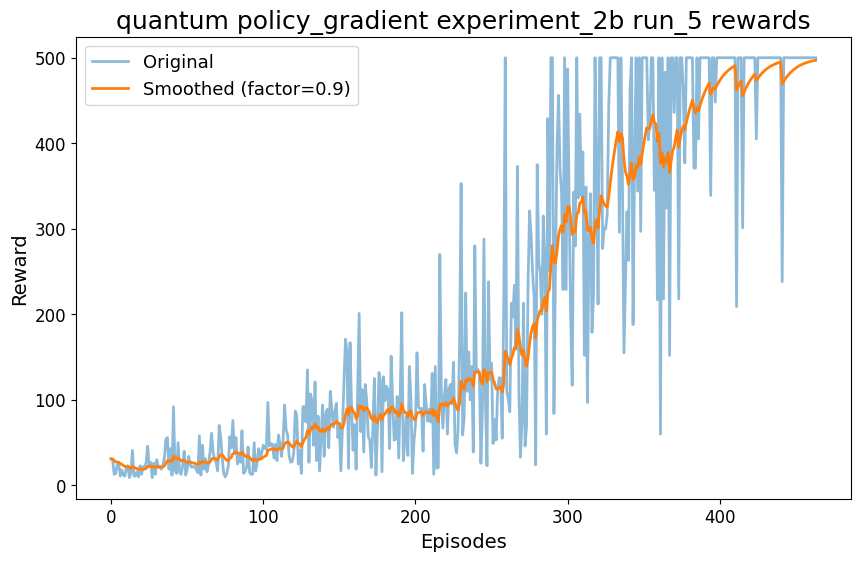 quantum policy_gradient experiment_2b run_5 rewards
Original
Smoothed (factor=0.9)
Reward
500
400
300
200
100
0
0 100 200 300 400
Episodes